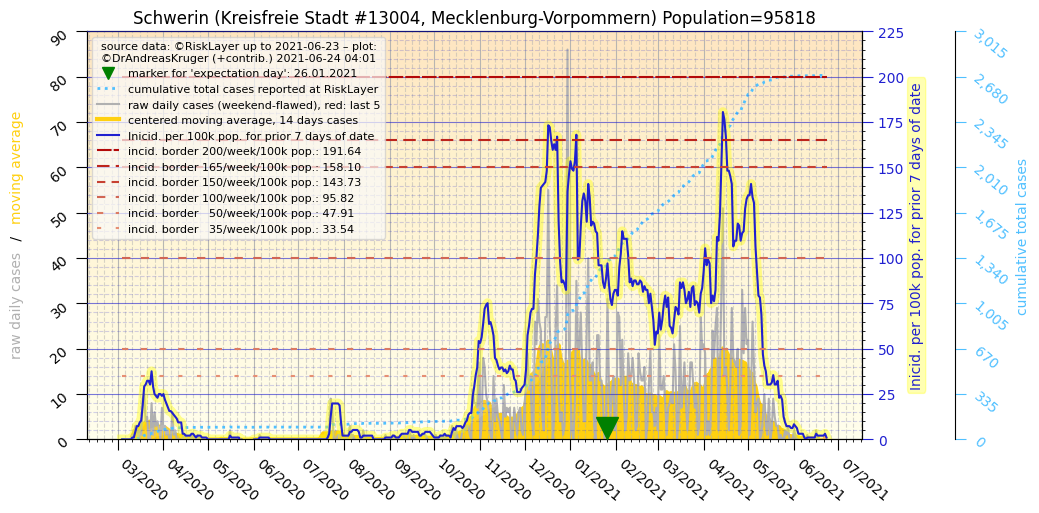 Schwerin (Kreisfreie Stadt #13004, Mecklenburg-Vorpommern) Population=95818
source data: ©RiskLayer up to 2021-06-23 – plot:
©DrAndreasKruger (+contrib.) 2021-06-24 04:01
marker for 'expectation day': 26.01.2021
cumulative total cases reported at RiskLayer
raw daily cases (weekend-flawed), red: last 5
centered moving average, 14 days cases
Inicid. per 100k pop. for prior 7 days of date
incid. border 200/week/100k pop.: 191.64
incid. border 165/week/100k pop.: 158.10
incid. border 150/week/100k pop.: 143.73
incid. border 100/week/100k pop.: 95.82
incid. border 50/week/100k pop.: 47.91
incid. border 35/week/100k pop.: 33.54
raw daily cases / moving average
90
80
70
60
50
40
30
20
10
0
225
200
175
150
125
100
75
50
25
0
Inicid. per 100k pop. for prior 7 days of date
3,015
2,680
2,345
2,010
1,675
1,340
1,005
670
335
0
cumulative total cases
03/2020
04/2020
05/2020
06/2020
07/2020
08/2020
09/2020
10/2020
11/2020
12/2020
01/2021
02/2021
03/2021
04/2021
05/2021
06/2021
07/2021